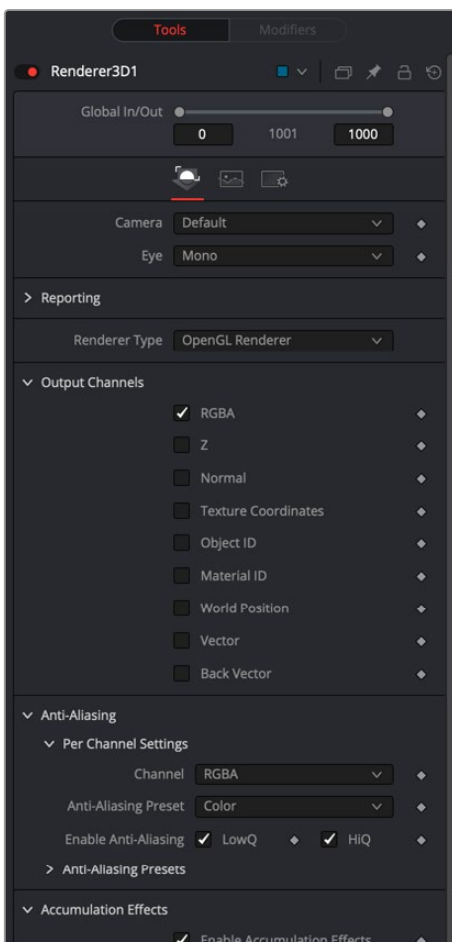 Tools Modifiers
Renderer3D1
Global In/Out
0 1001 1000
Camera Default
Eye Mono
Reporting
Renderer Type OpenGL Renderer
Output Channels
RGBA
Z
Normal
Texture Coordinates
Object ID
Material ID
World Position
Vector
Back Vector
Anti-Aliasing
Per Channel Settings
Channel RGBA
Anti-Aliasing Preset Color
Enable Anti-Aliasing LowQ HiQ
Anti-Aliasing Presets
Accumulation Effects
Enable Accumulation Effects